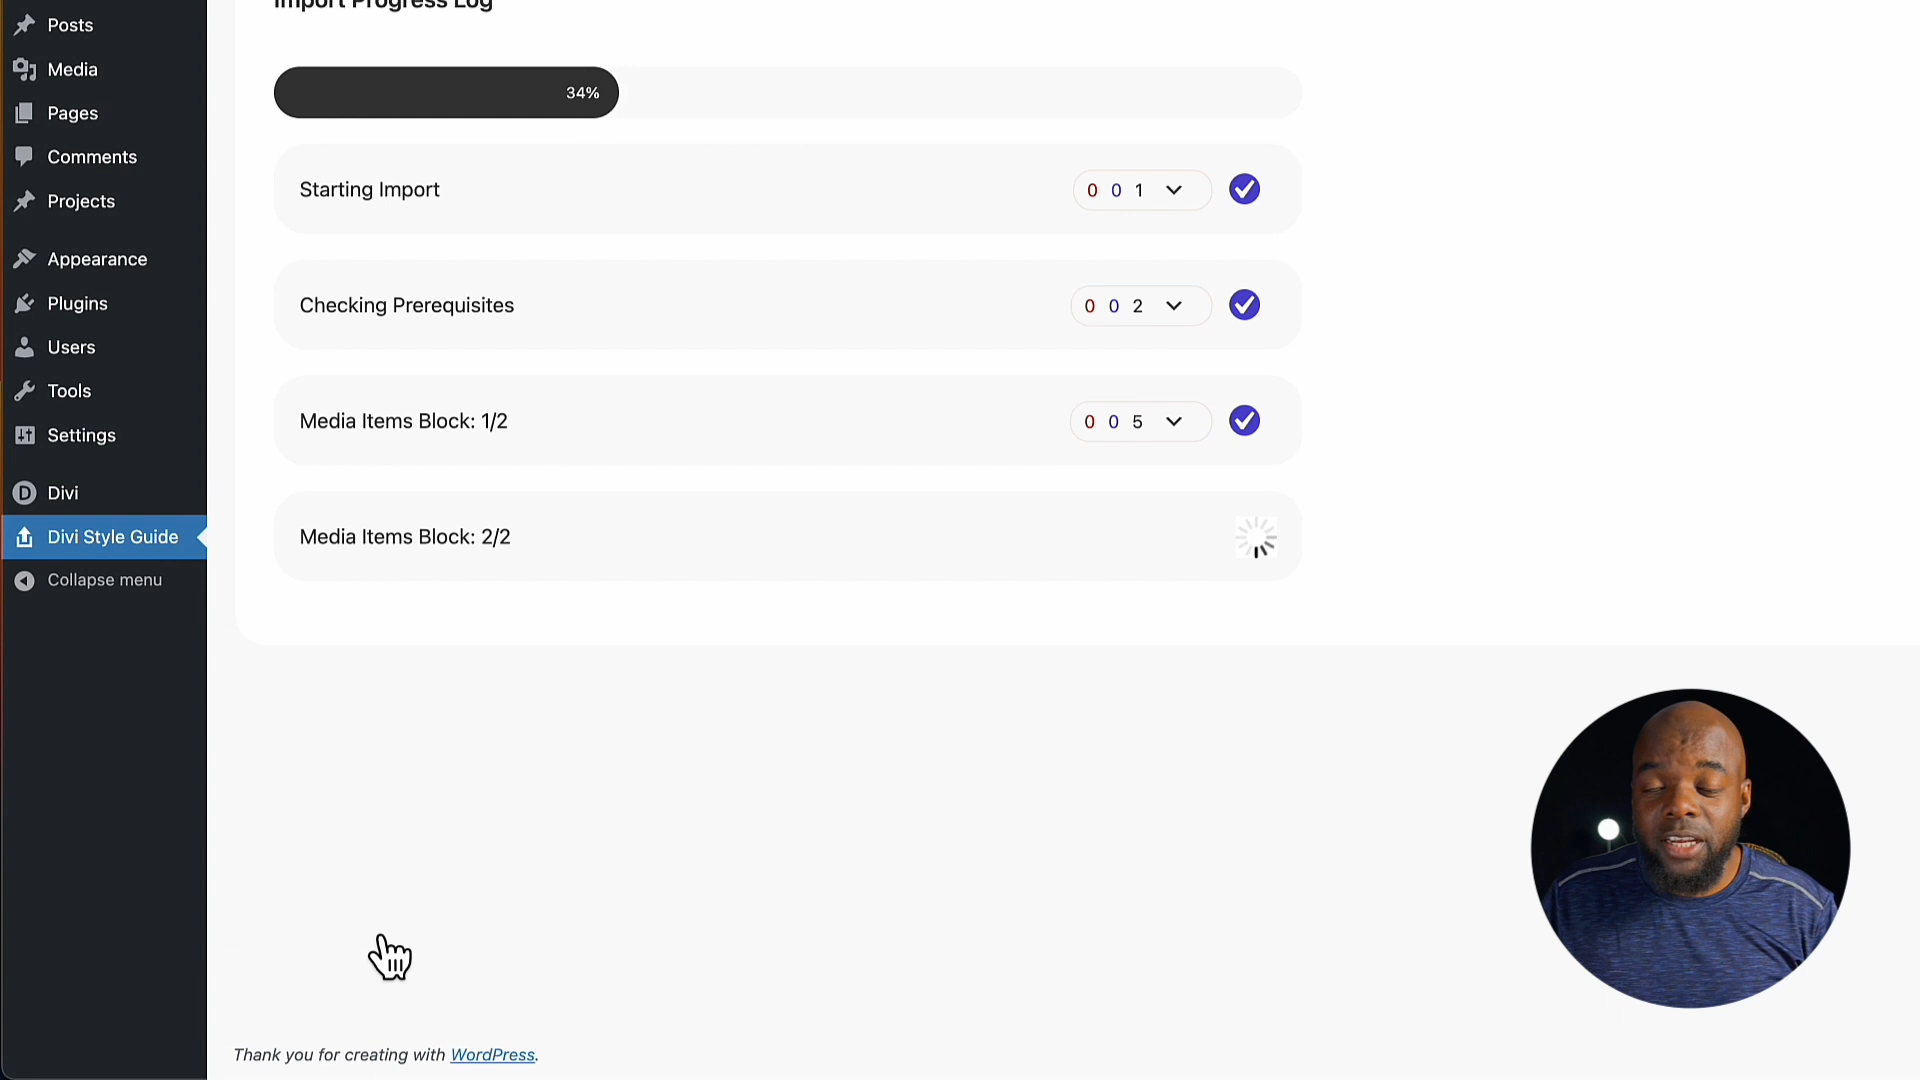 Posts
Media
Pages
Comments
Projects
Appearance
Plugins
Users
Tools
Settings
Divi
Divi Style Guide
Collapse menu
Import Progress Log
34%
Starting Import
0 0 1
Checking Prerequisites
0 0 2
Media Items Block: 1/2
0 0 5
Media Items Block: 2/2
Thank you for creating with WordPress.